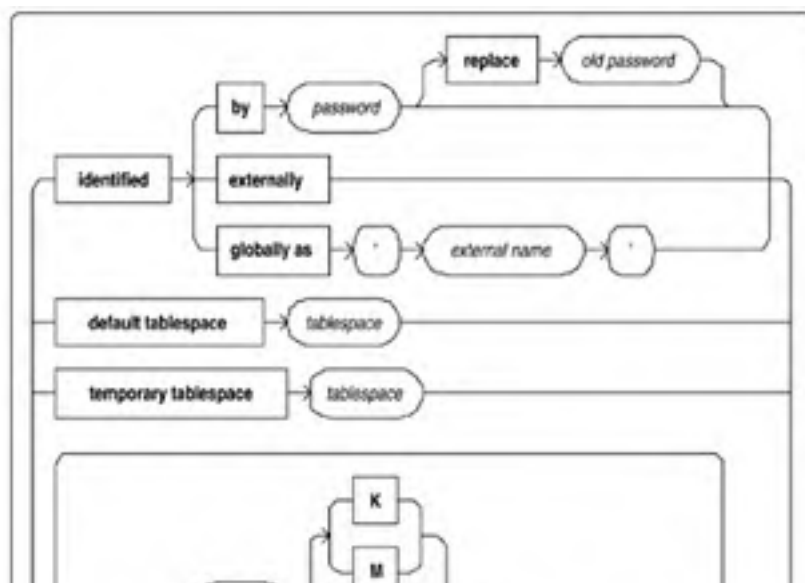 replace old password
by password
identified externally
globally as ' external name '
default tablespace tablespace
temporary tablespace tablespace
K
M